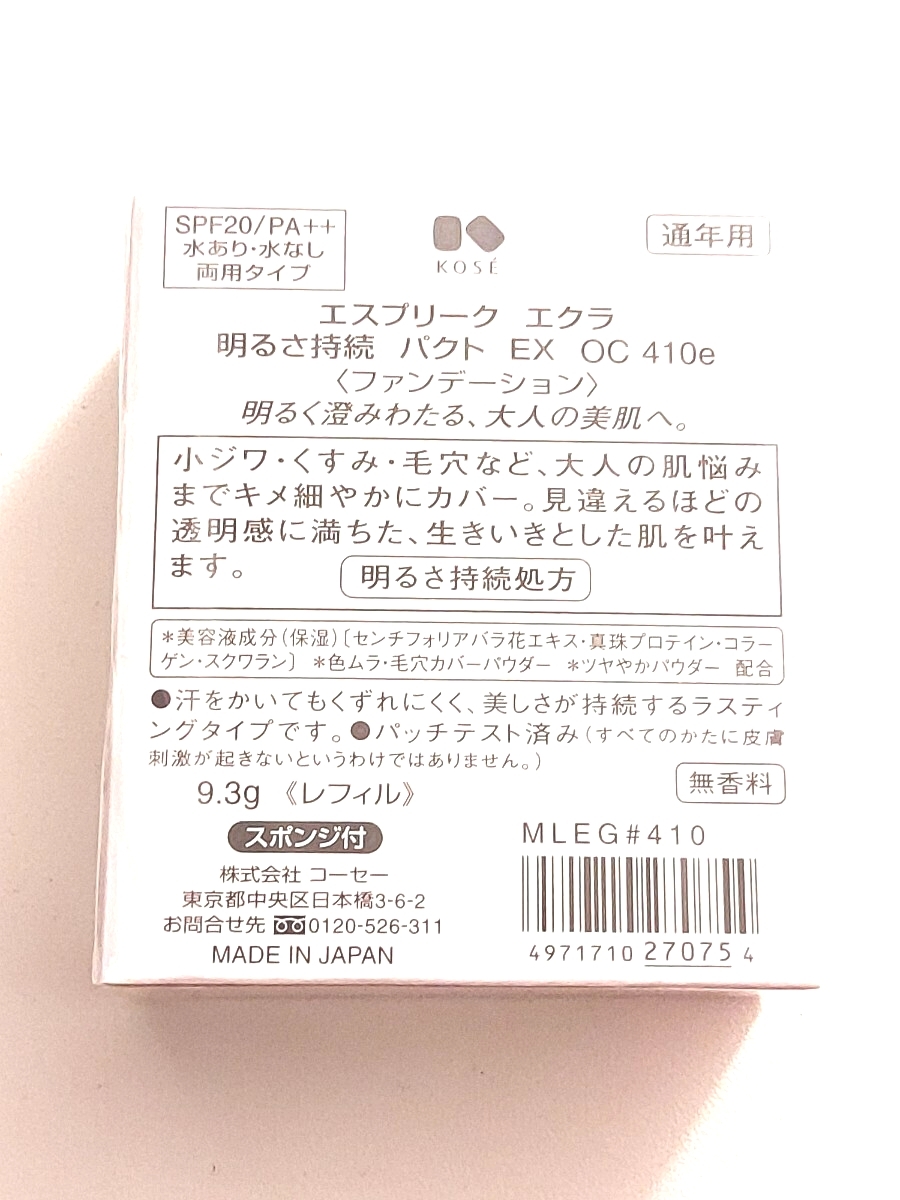 SPF20/PA++
水あり・水なし
両用タイプ
KOSÉ
通年用
エスプリーク エクラ
明るさ持続 パクト EX OC 410e
〈ファンデーション〉
明るく澄みわたる、大人の美肌へ。
小ジワ・くすみ・毛穴など、大人の肌悩み
までキメ細やかにカバー。見違えるほどの
透明感に満ちた、生きいきとした肌を叶え
ます。
明るさ持続処方
＊美容液成分(保湿)〔センチフォリアバラ花エキス・真珠プロテイン・コラー
ゲン・スクワラン〕 ＊色ムラ・毛穴カバーパウダー ＊ツヤやかパウダー 配合
●汗をかいてもくずれにくく、美しさが持続するラスティ
ングタイプです。●パッチテスト済み(すべてのかたに皮膚
刺激が起きないというわけではありません。)
無香料
9.3g 《レフィル》
スポンジ付
株式会社 コーセー
東京都中央区日本橋3-6-2
お問合せ先 0120-526-311
MADE IN JAPAN
MLEG#410
4971710 27075 4